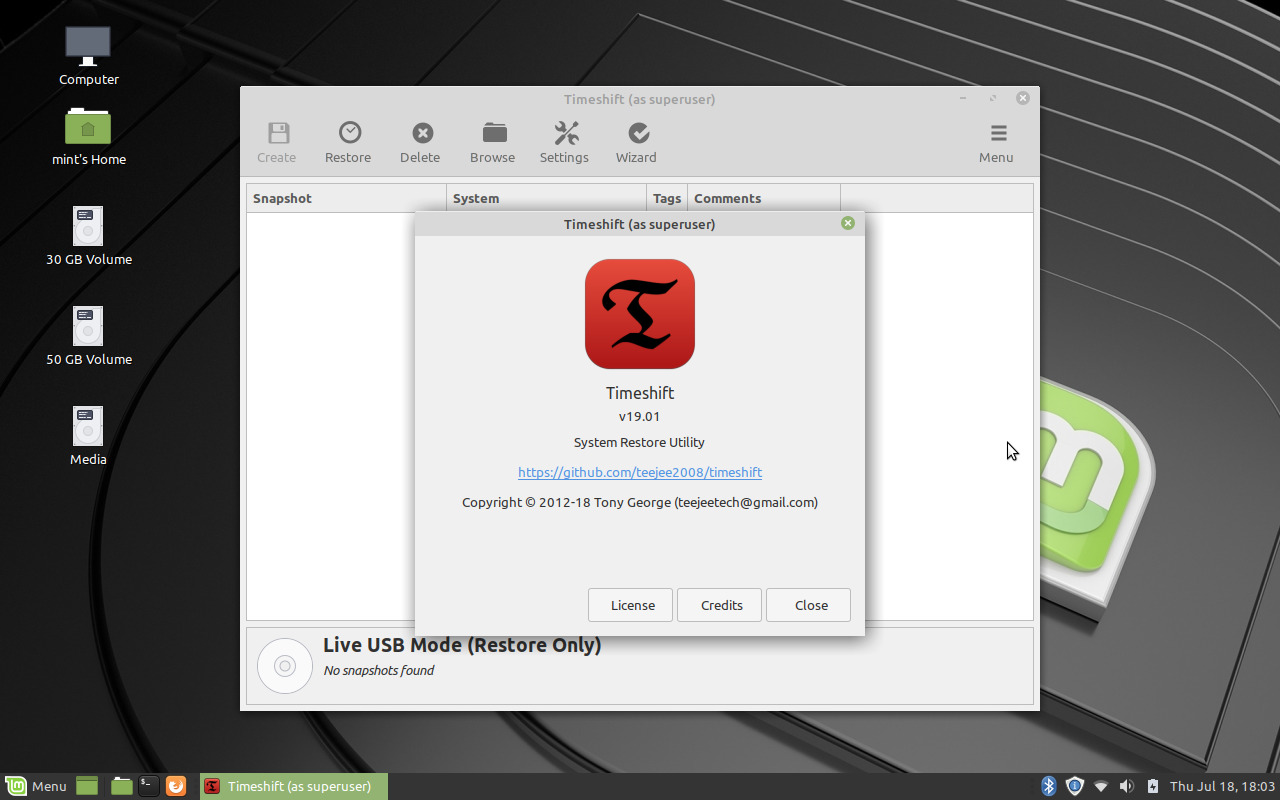 Computer
mint's Home
30 GB Volume
50 GB Volume
Media
Timeshift (as superuser)
Create Restore Delete Browse Settings Wizard Menu
Snapshot System Tags Comments
Timeshift (as superuser)
Timeshift
v19.01
System Restore Utility
https://github.com/teejee2008/timeshift
Copyright © 2012-18 Tony George (teejeetech@gmail.com)
License Credits Close
Live USB Mode (Restore Only)
No snapshots found
Menu Timeshift (as superuser) Thu Jul 18, 18:03